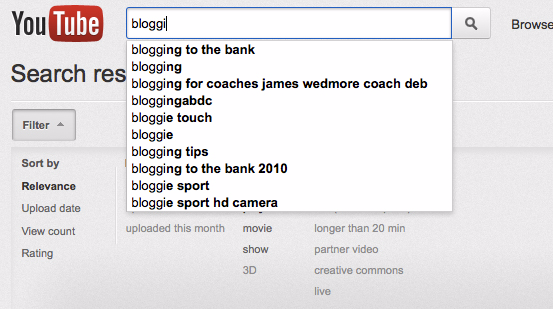 YouTube
bloggi
Browse
blogging to the bank
blogging
blogging for coaches james wedmore coach deb
bloggingabdc
bloggie touch
bloggie
blogging tips
blogging to the bank 2010
bloggie sport
bloggie sport hd camera
Search res
Filter
Sort by
Relevance
Upload date
View count
Rating
uploaded this month
movie
show
3D
longer than 20 min
partner video
creative commons
live